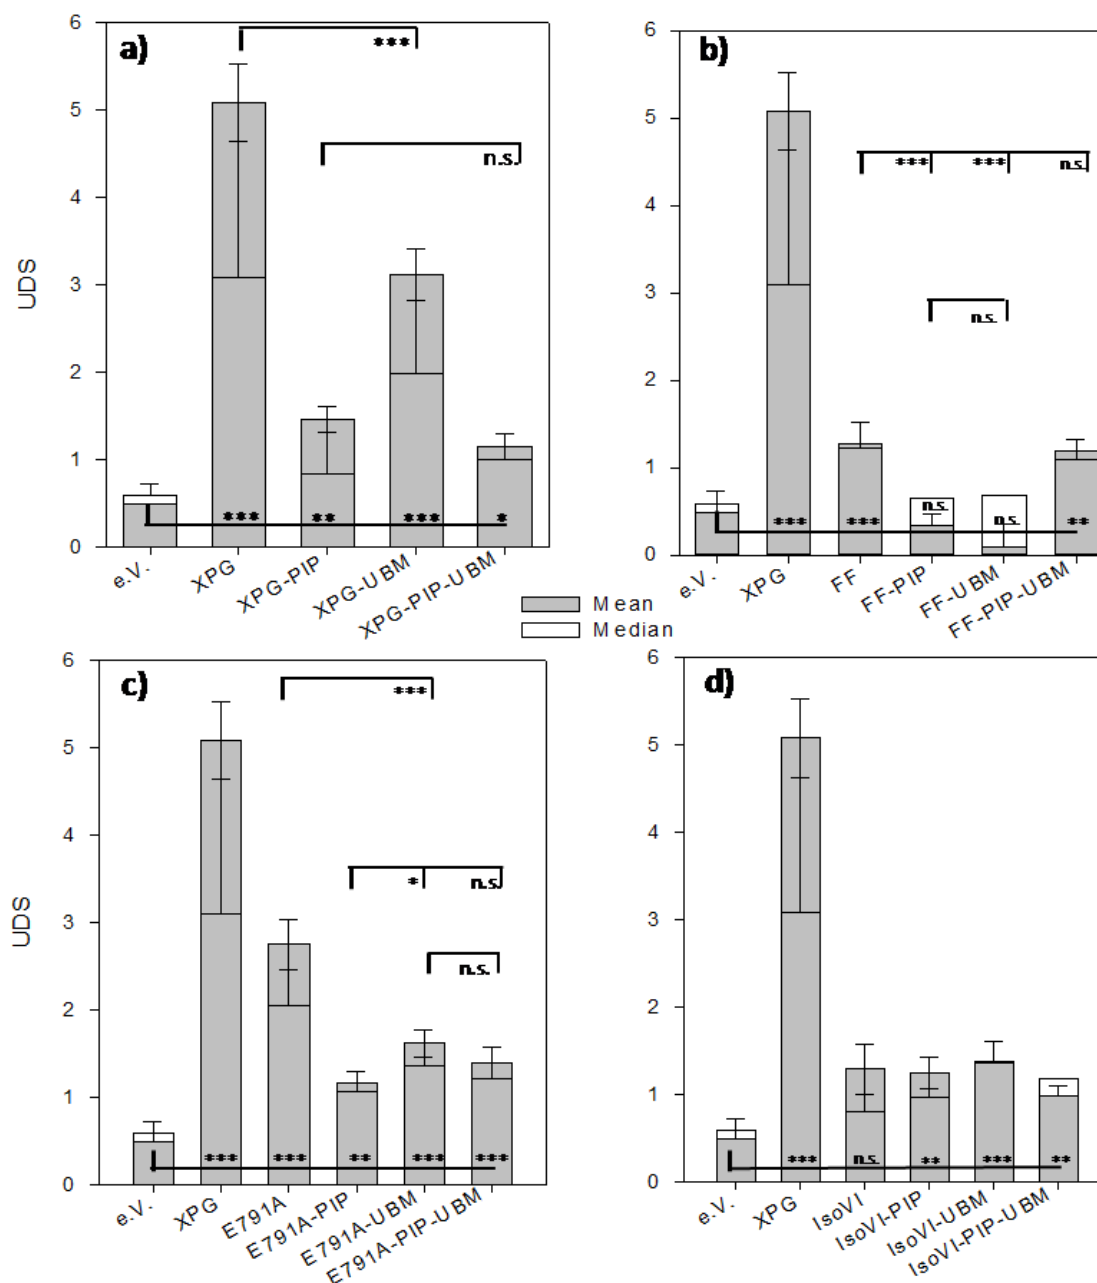 a)
UDS
6
5
4
3
2
1
0
***
n.s.
*** ** *** *
e.V. XPG XPG-PIP XPG-UBM XPG-PIP-UBM
b)
6
5
4
3
2
1
0
*** *** n.s.
n.s.
*** *** n.s. n.s. **
e.V. XPG FF FF-PIP FF-UBM FF-PIP-UBM
Mean
Median
c)
UDS
6
5
4
3
2
1
0
***
* n.s.
n.s.
*** *** ** *** ***
e.V. XPG E791A E791A-PIP E791A-UBM E791A-PIP-UBM
d)
6
5
4
3
2
1
0
*** n.s. ** *** **
e.V. XPG IsoVI IsoVI-PIP IsoVI-UBM IsoVI-PIP-UBM